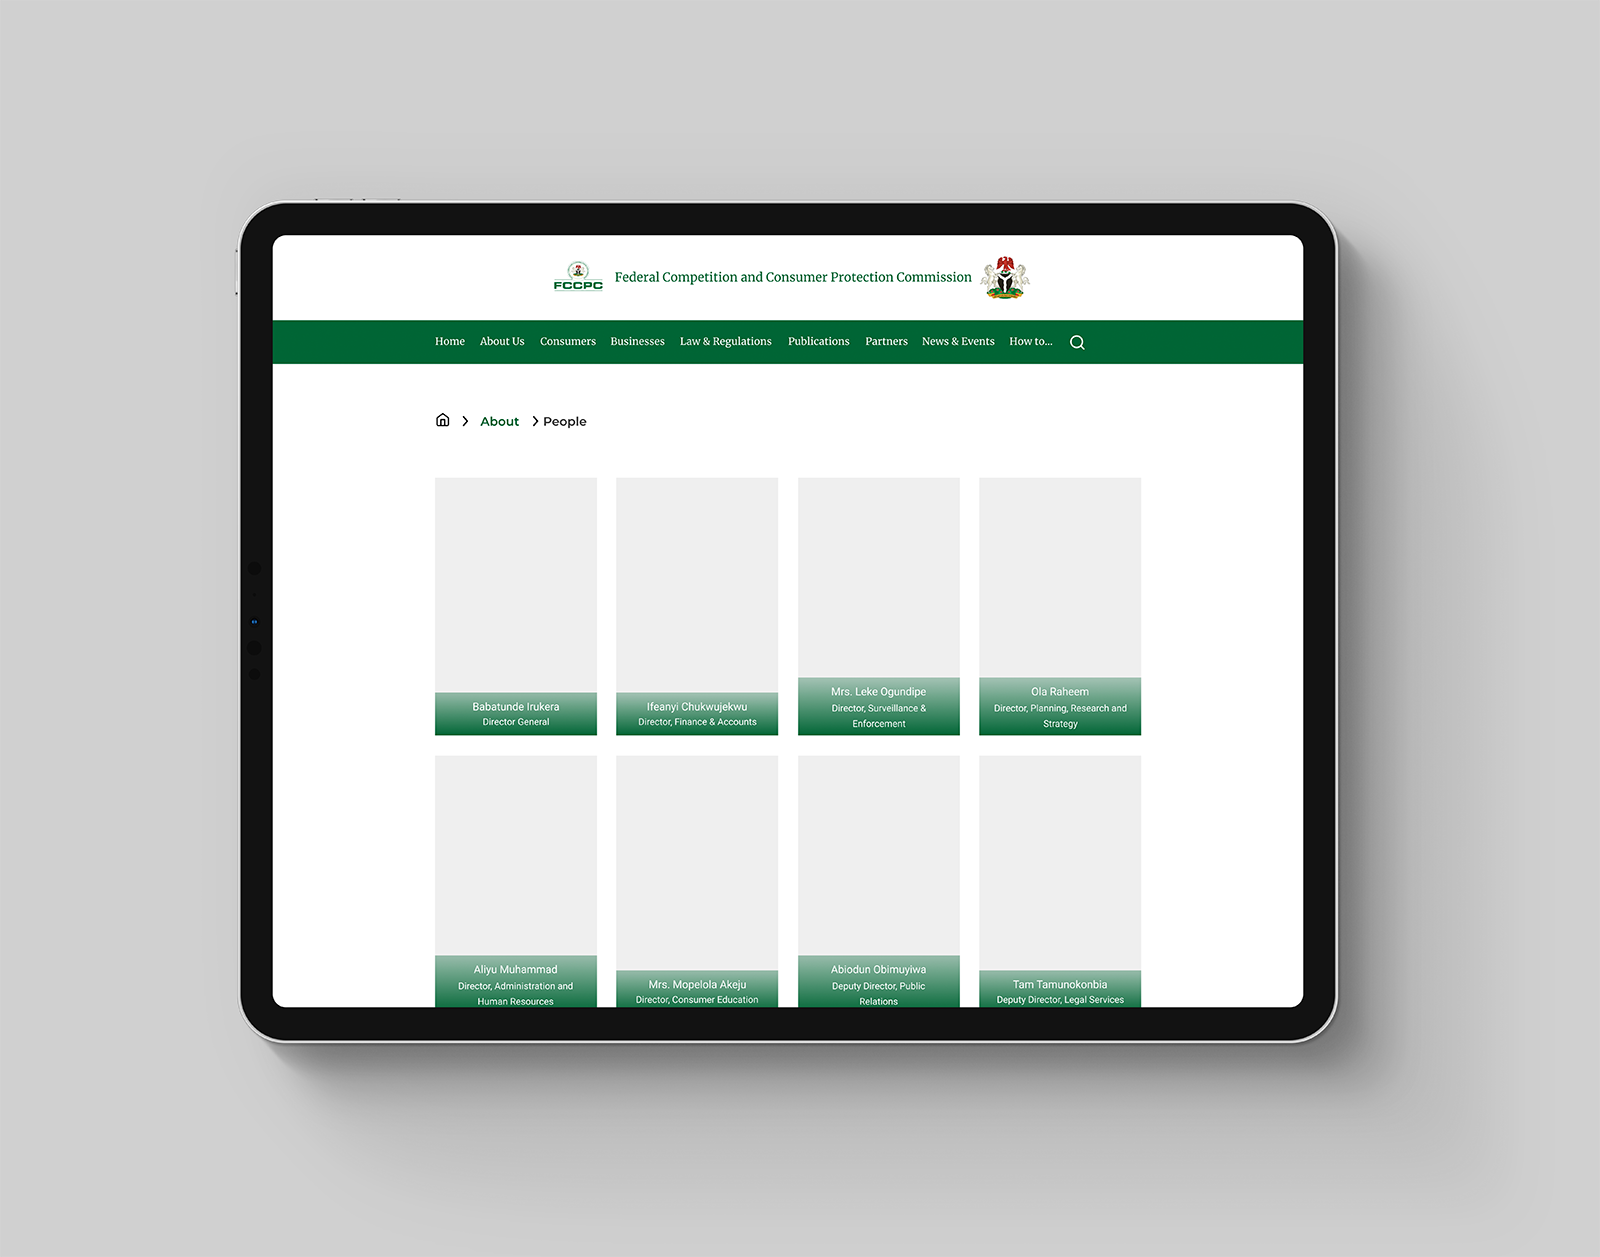 FCCPC
Federal Competition and Consumer Protection Commission
Home About Us Consumers Businesses Law & Regulations Publications Partners News & Events How to...
About People
Babatunde Irukera
Director General
Ifeanyi Chukwujekwu
Director, Finance & Accounts
Mrs. Leke Ogundipe
Director, Surveillance &
Enforcement
Ola Raheem
Director, Planning, Research and
Strategy
Aliyu Muhammad
Director, Administration and
Human Resources
Mrs. Mopelola Akeju
Director, Consumer Education
Abiodun Obimuyiwa
Deputy Director, Public
Relations
Tam Tamunokonbia
Deputy Director, Legal Services